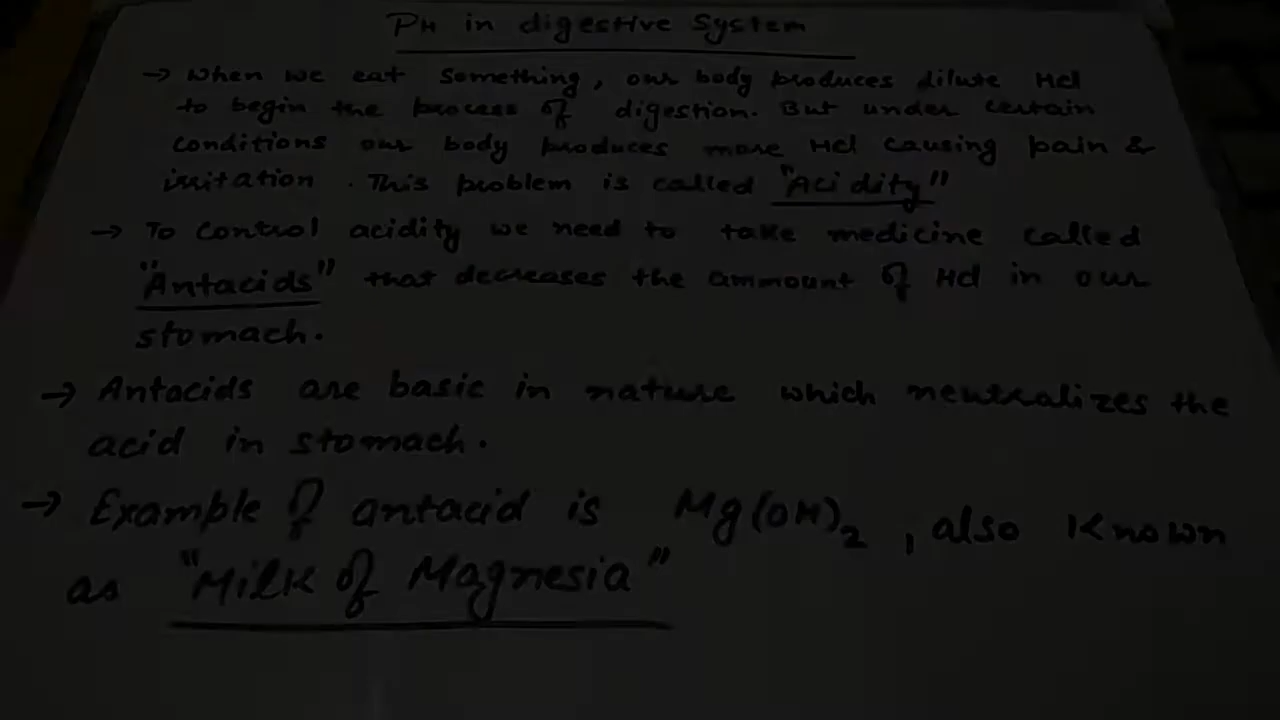 PH in digestive System
→ When we eat something, our body produces dilute Hcl
to begin the process of digestion. But under certain
conditions our body produces more Hcl causing pain &
irritation. This problem is called "Acidity"
→ To control acidity we need to take medicine called
"Antacids" that decreases the ammount of Hcl in our
stomach.
→ Antacids are basic in nature which neutralizes the
acid in stomach.
→ Example of antacid is Mg(OH)₂, also known
as "Milk of Magnesia"